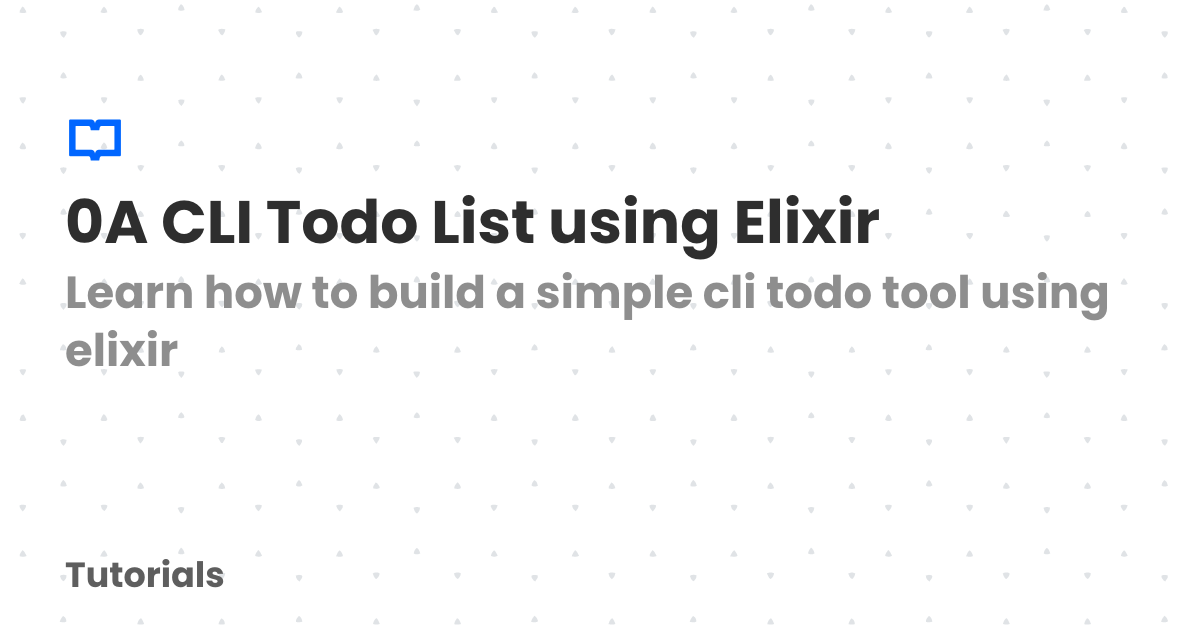 0A CLI Todo List using Elixir
Learn how to build a simple cli todo tool using
elixir
Tutorials